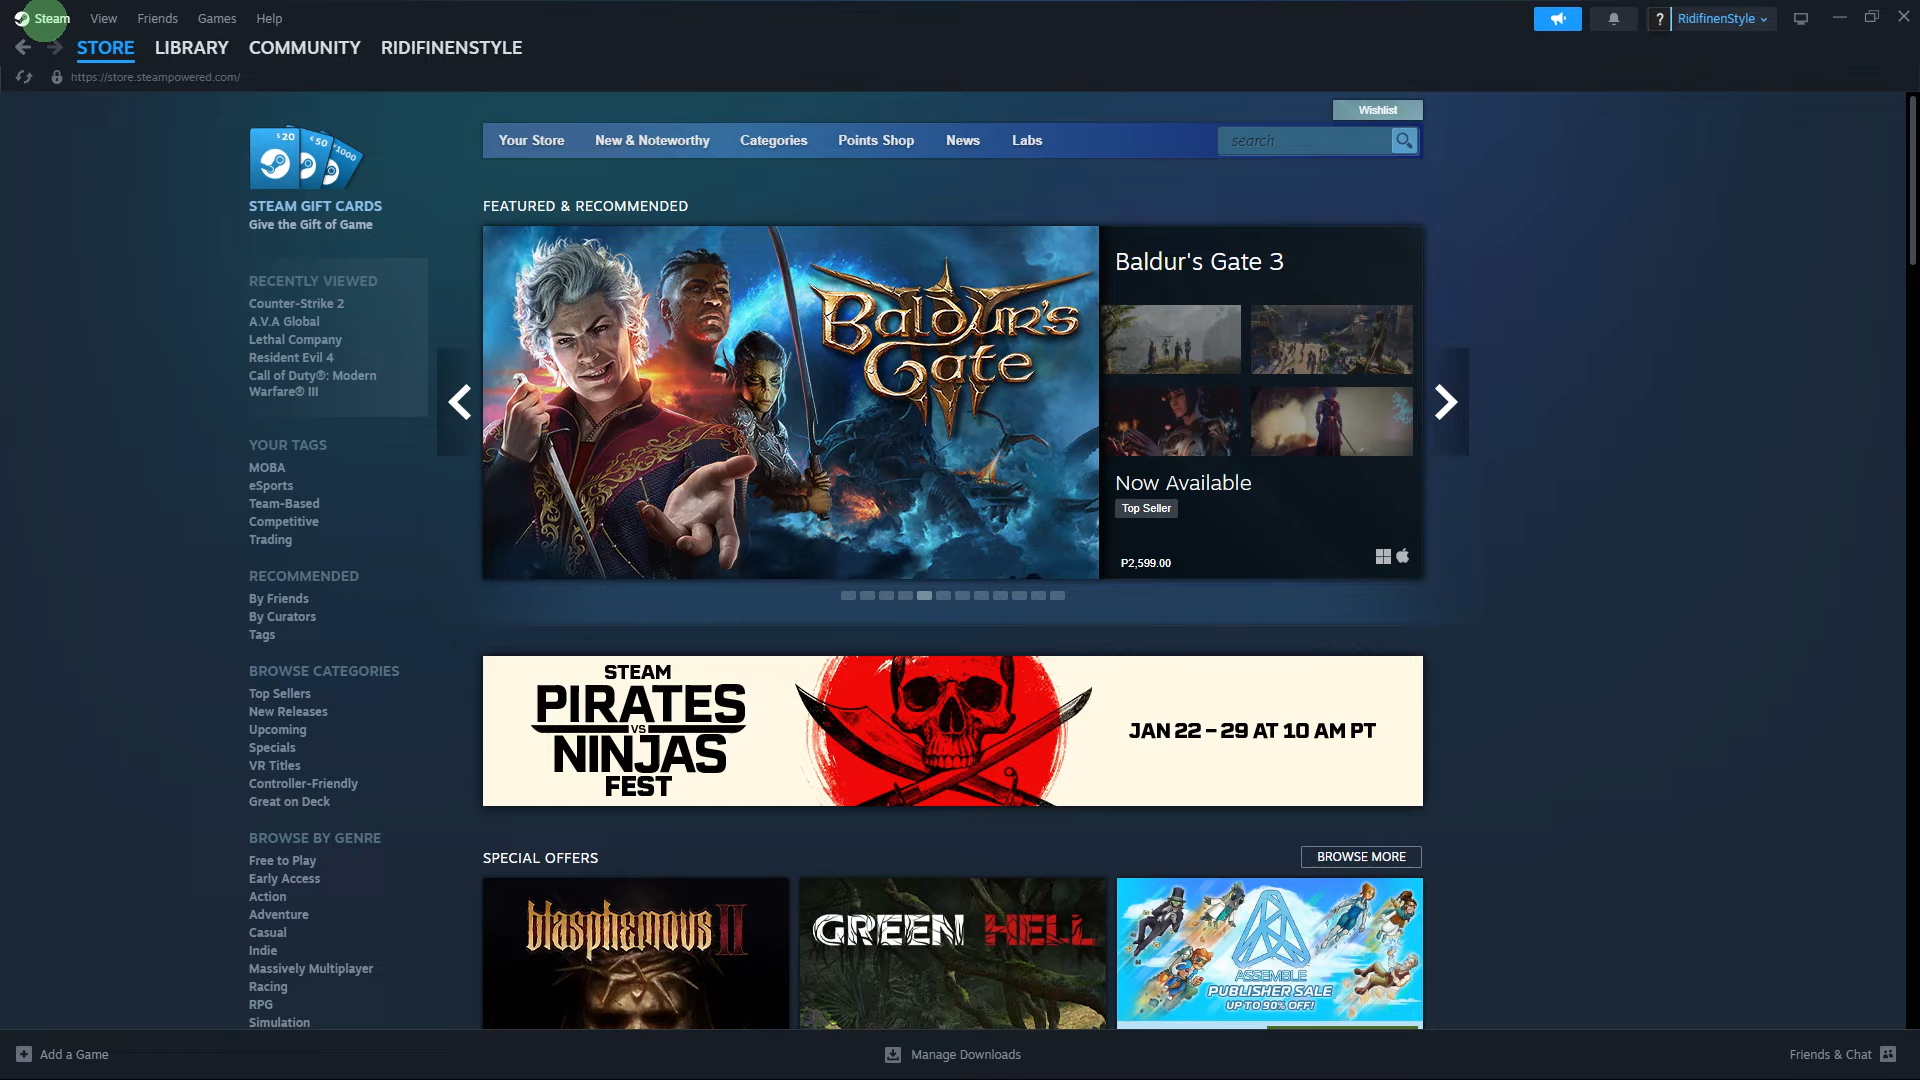 Steam View Friends Games Help
? RidifinenStyle
STORE LIBRARY COMMUNITY RIDIFINENSTYLE
https://store.steampowered.com/
Wishlist
$20 €50 ¥1000
Your Store New & Noteworthy Categories Points Shop News Labs search
STEAM GIFT CARDS
Give the Gift of Game
FEATURED & RECOMMENDED
RECENTLY VIEWED
Counter-Strike 2
A.V.A Global
Lethal Company
Resident Evil 4
Call of Duty®: Modern
Warfare® III
YOUR TAGS
MOBA
eSports
Team-Based
Competitive
Trading
RECOMMENDED
By Friends
By Curators
Tags
BROWSE CATEGORIES
Top Sellers
New Releases
Upcoming
Specials
VR Titles
Controller-Friendly
Great on Deck
BROWSE BY GENRE
Free to Play
Early Access
Action
Adventure
Casual
Indie
Massively Multiplayer
Racing
RPG
Simulation
BALDUR'S
GATE
III
Baldur's Gate 3
Now Available
Top Seller
P2,599.00
STEAM
PIRATES
VS
NINJAS
FEST
JAN 22 – 29 AT 10 AM PT
SPECIAL OFFERS
BROWSE MORE
blasphemous II
GREEN HELL
ASSEMBLE
PUBLISHER SALE
UP TO 90% OFF!
Add a Game
Manage Downloads
Friends & Chat